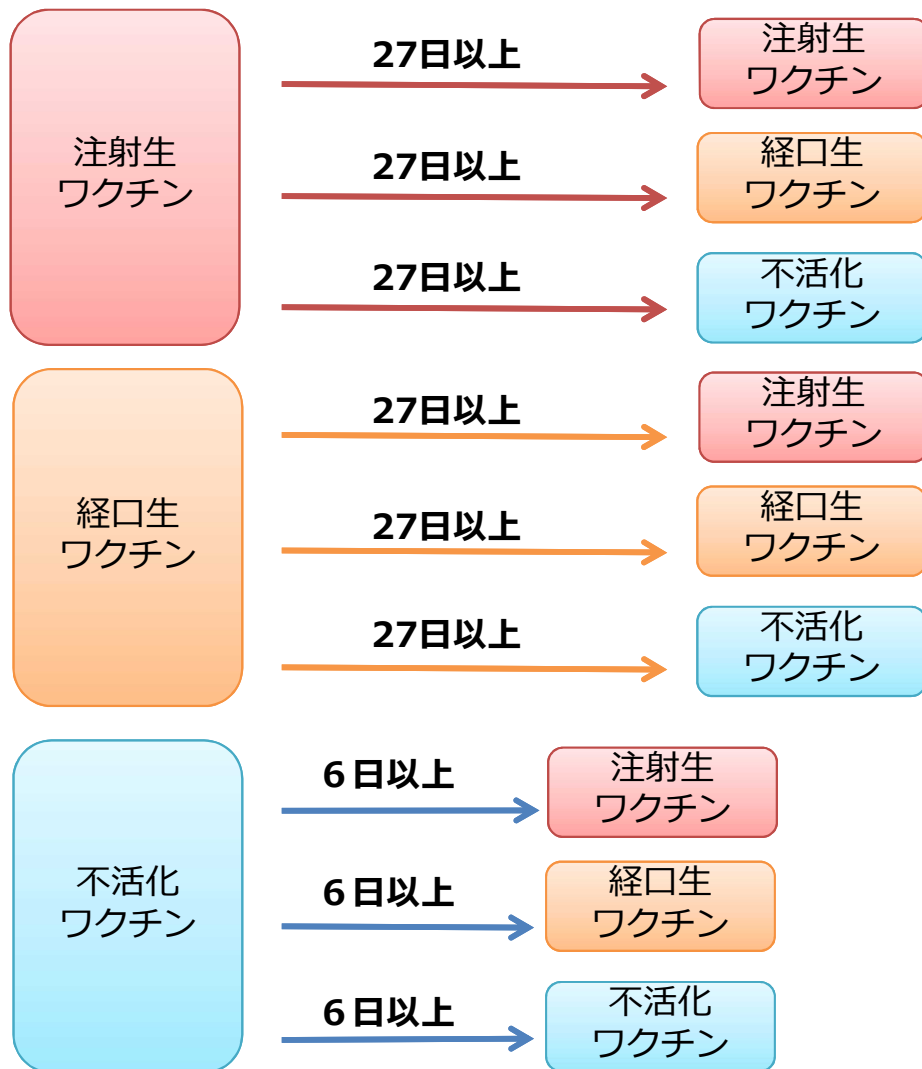 注射生
ワクチン
27日以上
注射生
ワクチン
27日以上
経口生
ワクチン
27日以上
不活化
ワクチン
経口生
ワクチン
27日以上
注射生
ワクチン
27日以上
経口生
ワクチン
27日以上
不活化
ワクチン
不活化
ワクチン
６日以上
注射生
ワクチン
６日以上
経口生
ワクチン
６日以上
不活化
ワクチン